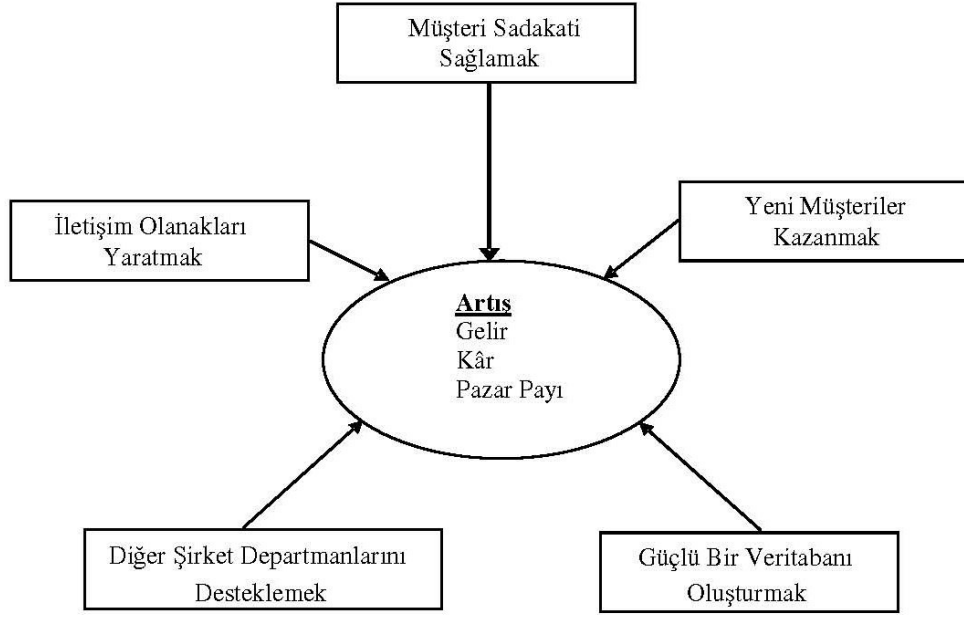 Müşteri Sadakati
Sağlamak
İletişim Olanakları
Yaratmak
Yeni Müşteriler
Kazanmak
Artış
Gelir
Kâr
Pazar Payı
Diğer Şirket Departmanlarını
Desteklemek
Güçlü Bir Veritabanı
Oluşturmak